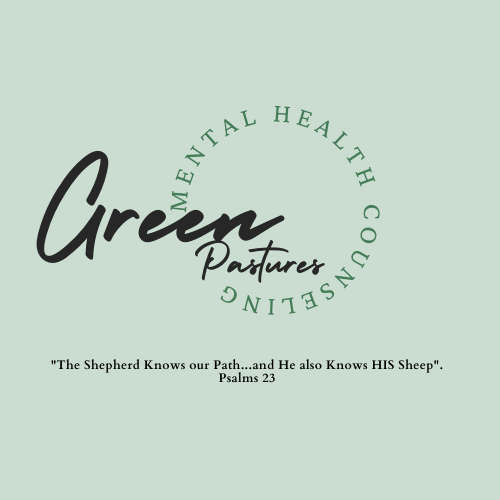 MENTAL HEALTH COUNSELING
Green
Pastures
"The Shepherd Knows our Path...and He also Knows HIS Sheep".
Psalms 23